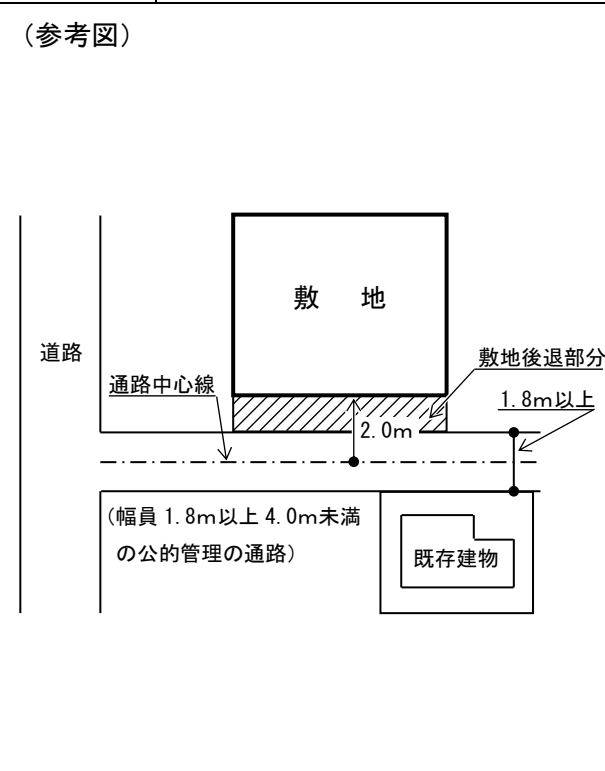 (参考図)
敷 地
道路
敷地後退部分
通路中心線
1.8m以上
2.0m
(幅員 1.8m以上 4.0m未満
の公的管理の通路)
既存建物